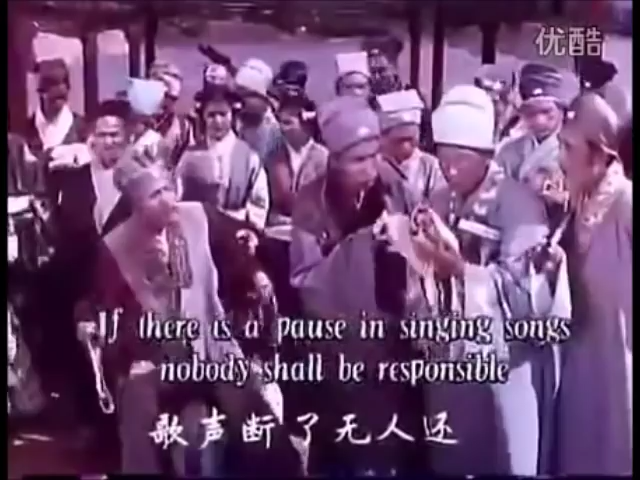 优酷
If there is a pause in singing songs
nobody shall be responsible
歌声断了无人还